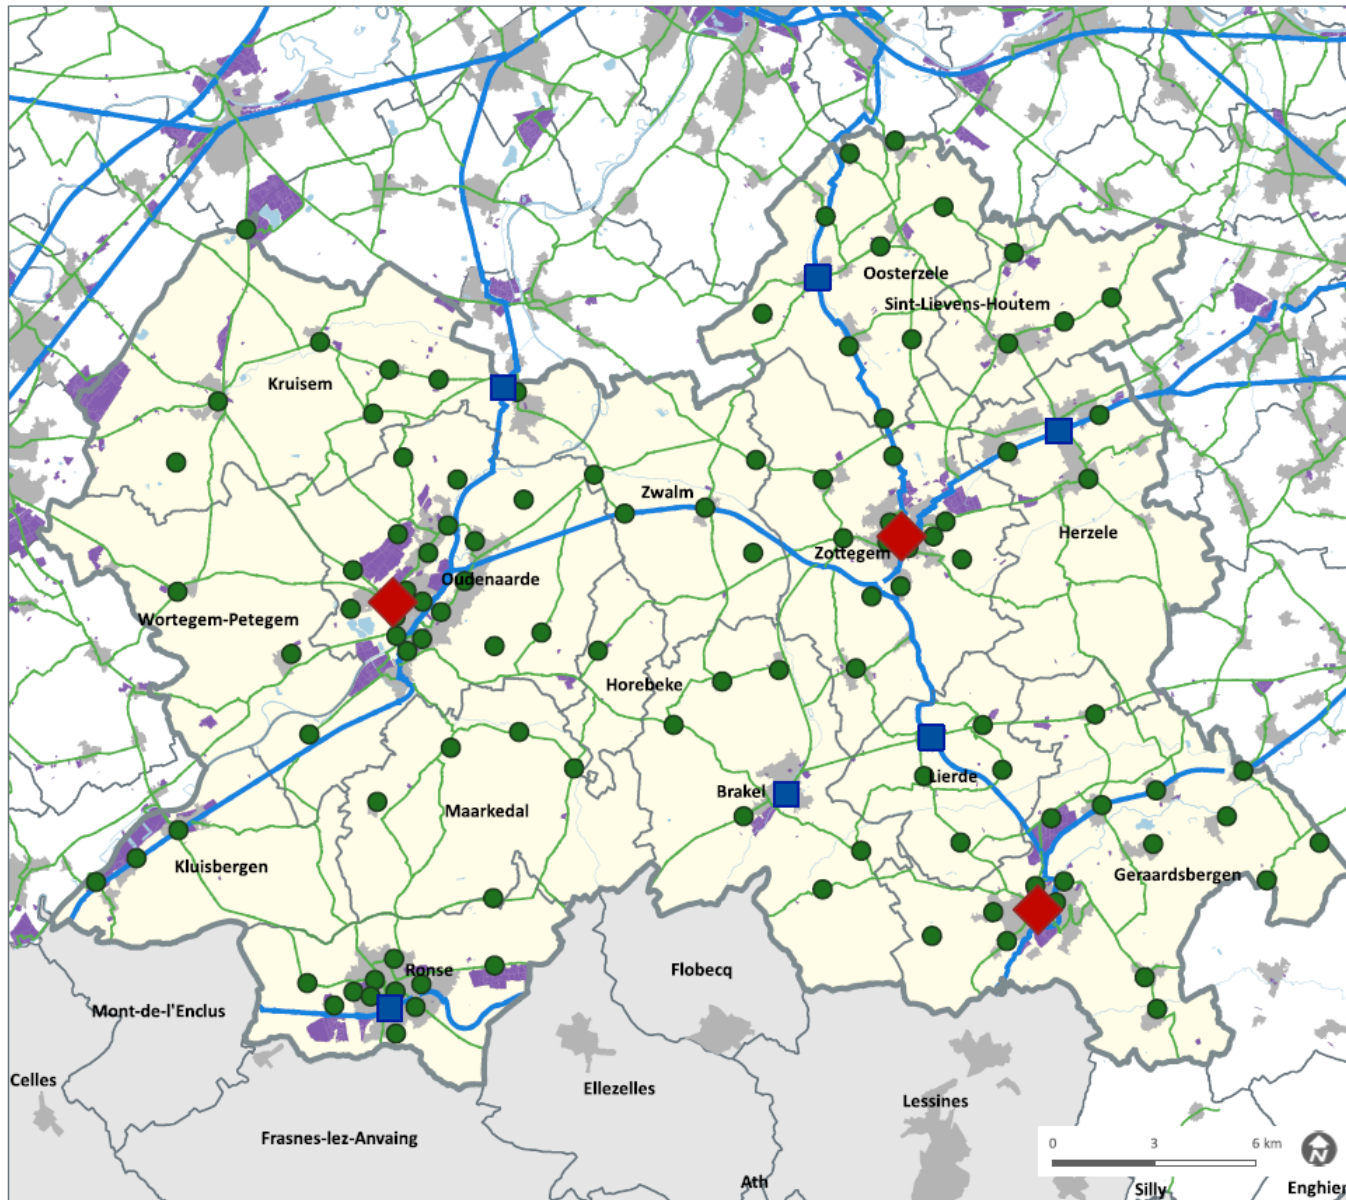 Oosterzele
Sint-Lievens-Houtem
Kruisem
Zwalm
Herzele
Zottegem
Oudenaarde
Wortegem-Petegem
Horebeke
Lierde
Brakel
Maarkedal
Kluisbergen
Geraardsbergen
Ronse
Flobecq
Mont-de-l'Enclus
Celles
Ellezelles
Lessines
Frasnes-lez-Anvaing
0 3 6 km
N
Ath
Silly
Enghien